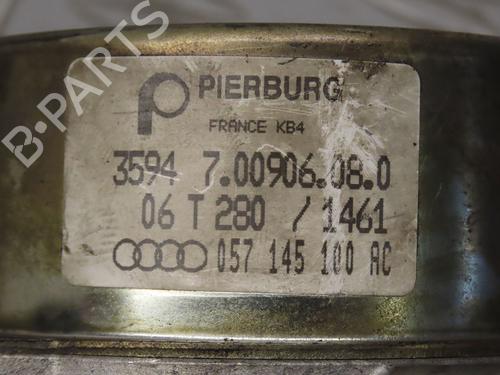 B-PARTS
PIERBURG
FRANCE KB4
3594 7.00906.08.0
06 T 280 / 1461
057 145 100 AC